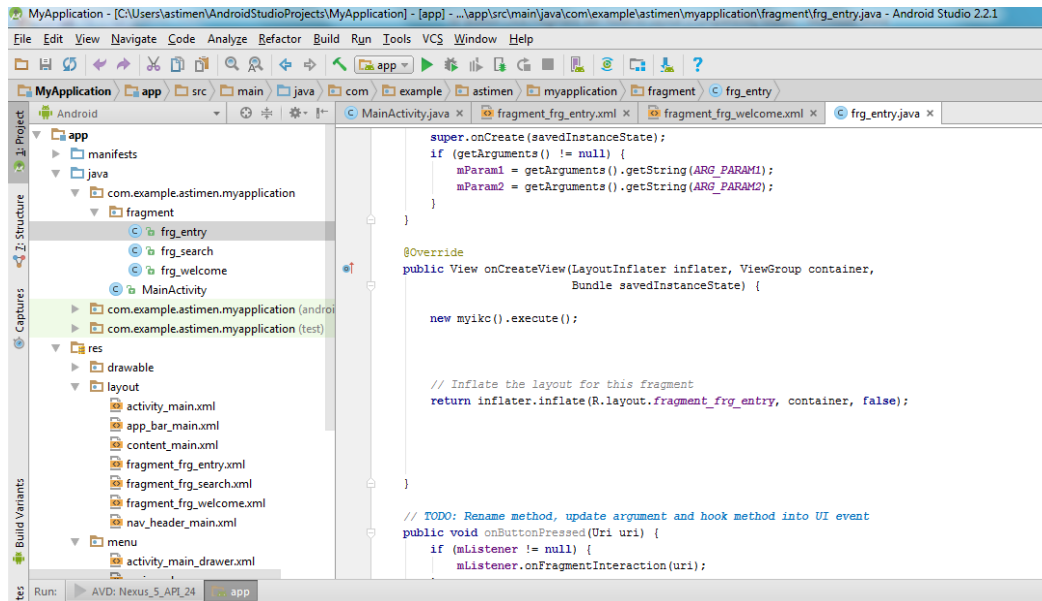 MyApplication - [C:\Users\astimen\AndroidStudioProjects\MyApplication] - [app] - ...\app\src\main\java\com\example\astimen\myapplication\fragment\frg_entry.java - Android Studio 2.2.1
File Edit View Navigate Code Analyze Refactor Build Run Tools VCS Window Help
app
MyApplication app src main java com example astimen myapplication fragment frg_entry
Android
MainActivity.java fragment_frg_entry.xml fragment_frg_welcome.xml frg_entry.java
1: Project
Z: Structure
Captures
Build Variants
app
manifests
java
com.example.astimen.myapplication
fragment
frg_entry
frg_search
frg_welcome
MainActivity
com.example.astimen.myapplication (androi
com.example.astimen.myapplication (test)
res
drawable
layout
activity_main.xml
app_bar_main.xml
content_main.xml
fragment_frg_entry.xml
fragment_frg_search.xml
fragment_frg_welcome.xml
nav_header_main.xml
menu
activity_main_drawer.xml
super.onCreate(savedInstanceState);
if (getArguments() != null) {
mParam1 = getArguments().getString(ARG_PARAM1);
mParam2 = getArguments().getString(ARG_PARAM2);
}
}
@Override
public View onCreateView(LayoutInflater inflater, ViewGroup container,
Bundle savedInstanceState) {
new myikc().execute();
// Inflate the layout for this fragment
return inflater.inflate(R.layout.fragment_frg_entry, container, false);
}
// TODO: Rename method, update argument and hook method into UI event
public void onButtonPressed(Uri uri) {
if (mListener != null) {
mListener.onFragmentInteraction(uri);
Run: AVD: Nexus_5_API_24 app